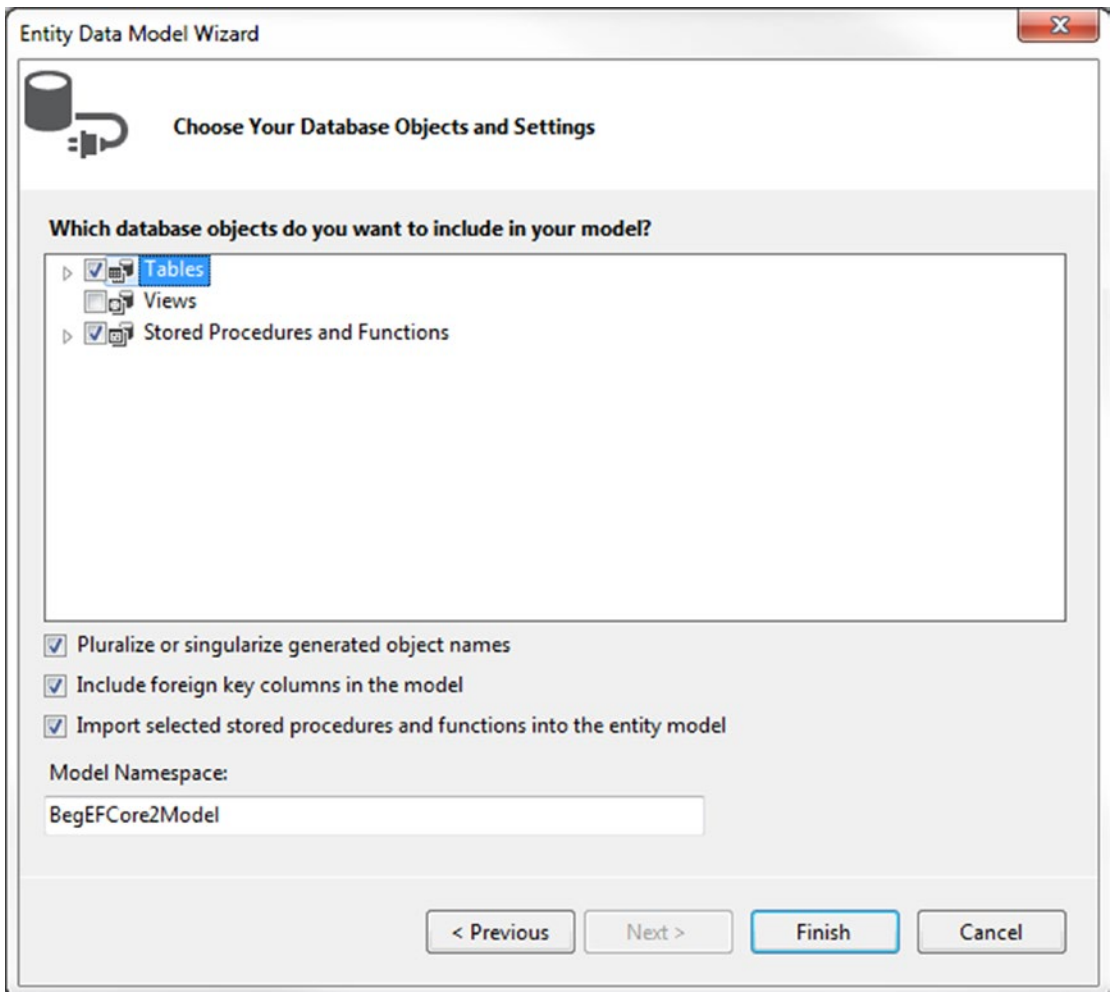 Entity Data Model Wizard
Choose Your Database Objects and Settings
Which database objects do you want to include in your model?
Tables
Views
Stored Procedures and Functions
Pluralize or singularize generated object names
Include foreign key columns in the model
Import selected stored procedures and functions into the entity model
Model Namespace:
BegEFCore2Model
< Previous Next > Finish Cancel